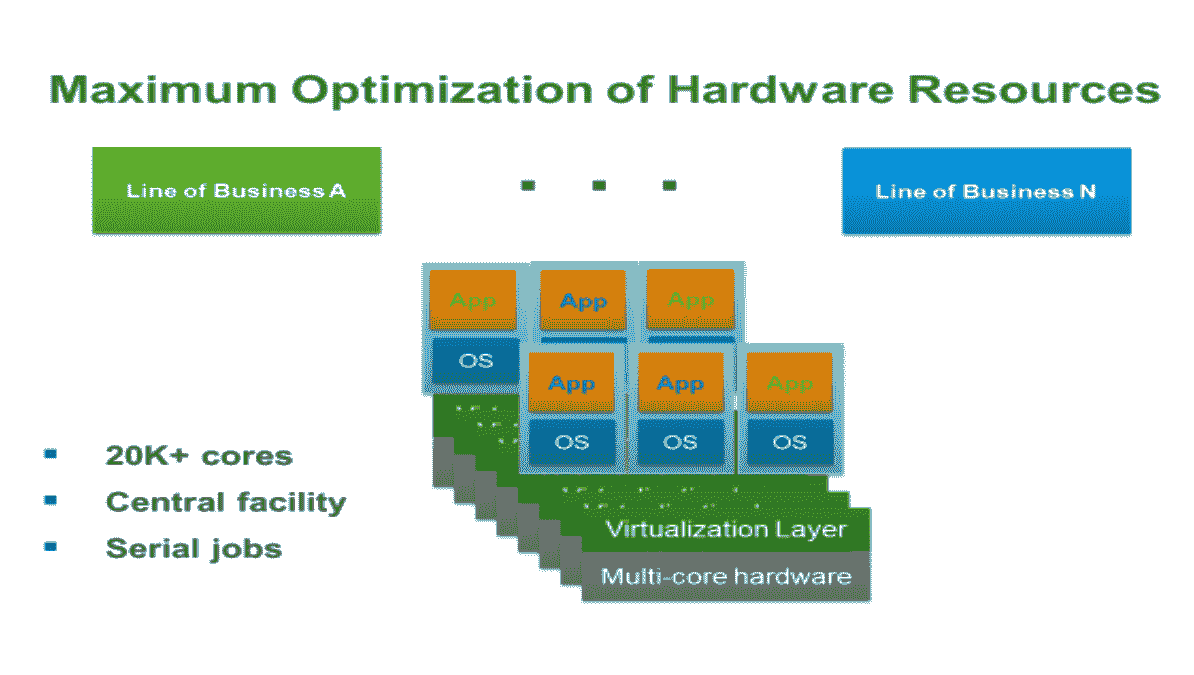 Maximum Optimization of Hardware Resources
Line of Business A
Line of Business N
App App App
OS
App App App
OS OS OS
20K+ cores
Central facility
Serial jobs
Virtualization Layer
Multi-core hardware